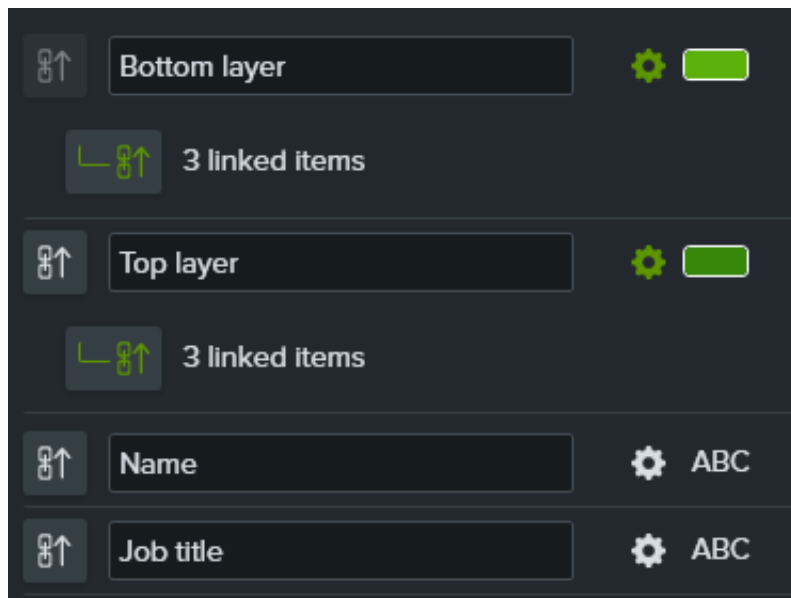 Bottom layer
3 linked items
Top layer
3 linked items
Name ABC
Job title ABC